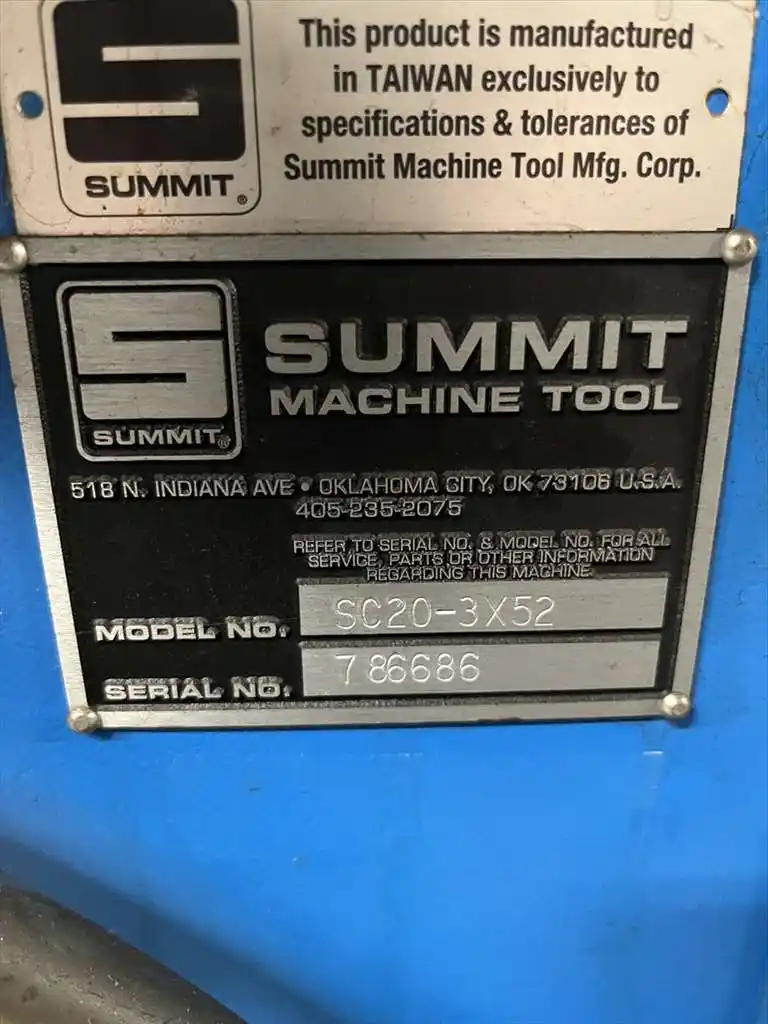 This product is manufactured
in TAIWAN exclusively to
specifications & tolerances of
Summit Machine Tool Mfg. Corp.
SUMMIT®
SUMMIT
MACHINE TOOL
SUMMIT®
518 N. INDIANA AVE • OKLAHOMA CITY, OK 73106 U.S.A.
405-235-2075
REFER TO SERIAL NO. & MODEL NO. FOR ALL
SERVICE, PARTS OR OTHER INFORMATION
REGARDING THIS MACHINE.
MODEL NO. SC20-3X52
SERIAL NO. 786686